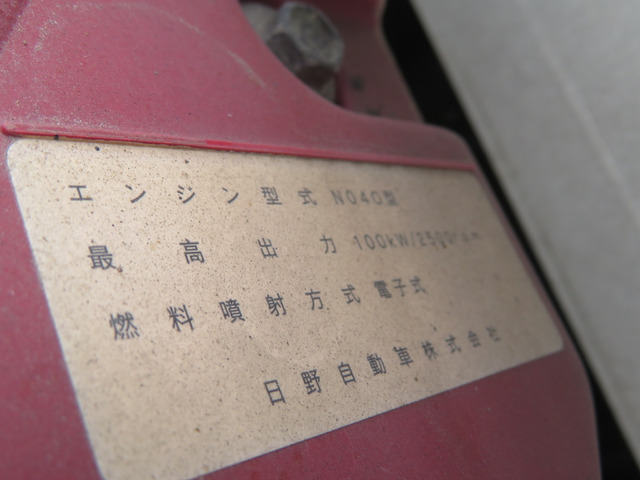 エンジン型式 N04C型
最高出力 100kW/2500rpm
燃料噴射方式 電子式
日野自動車株式会社